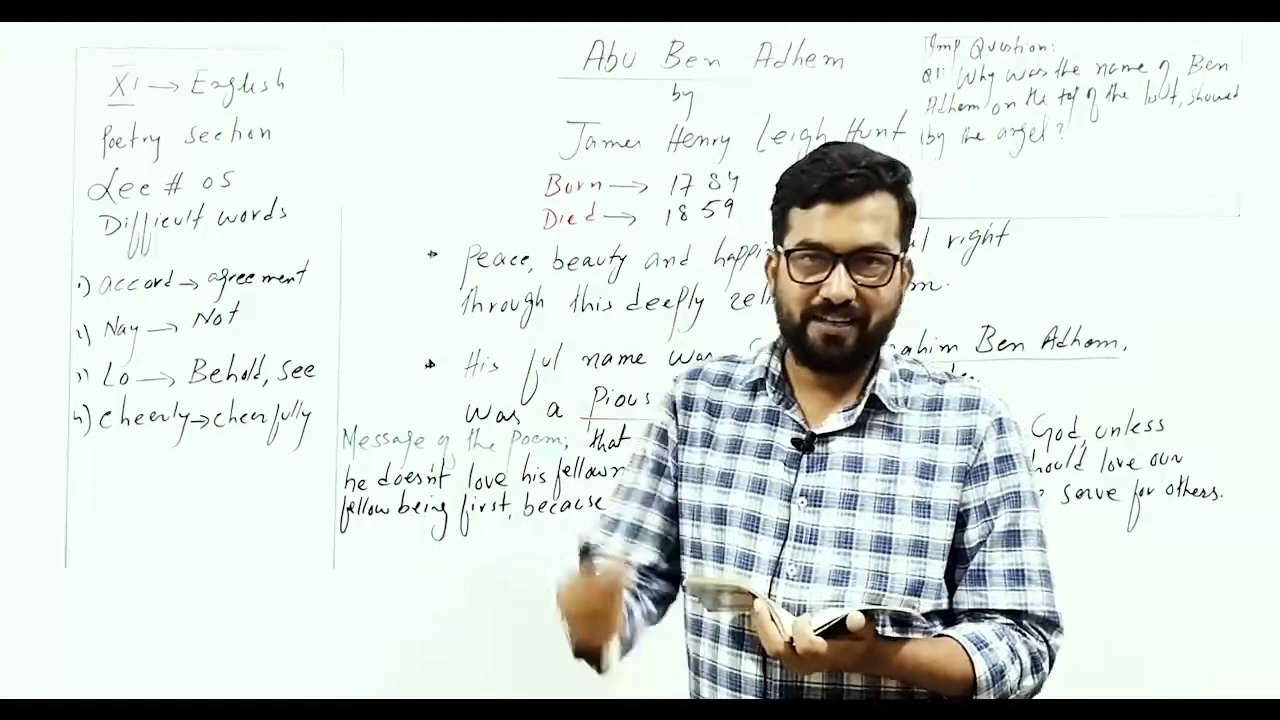 XI → English
Poetry section
Lec # 05
Difficult words
1) accord → agreement
2) Nay → Not
3) Lo → Behold, see
4) cheerly → cheerfully
Abu Ben Adhem
by
James Henry Leigh Hunt
Born → 1784
Died → 1859
Peace, beauty and right
through this deeply
His ful name was Ben Adhem,
was a Pious
Message of the Poem; that God, unless
he doesn't love his should love our
fellow being first, because serve for others.
Imp Question:
Q1: Why was the name of Ben
Adhem on the top of the list, showed
by the angel?